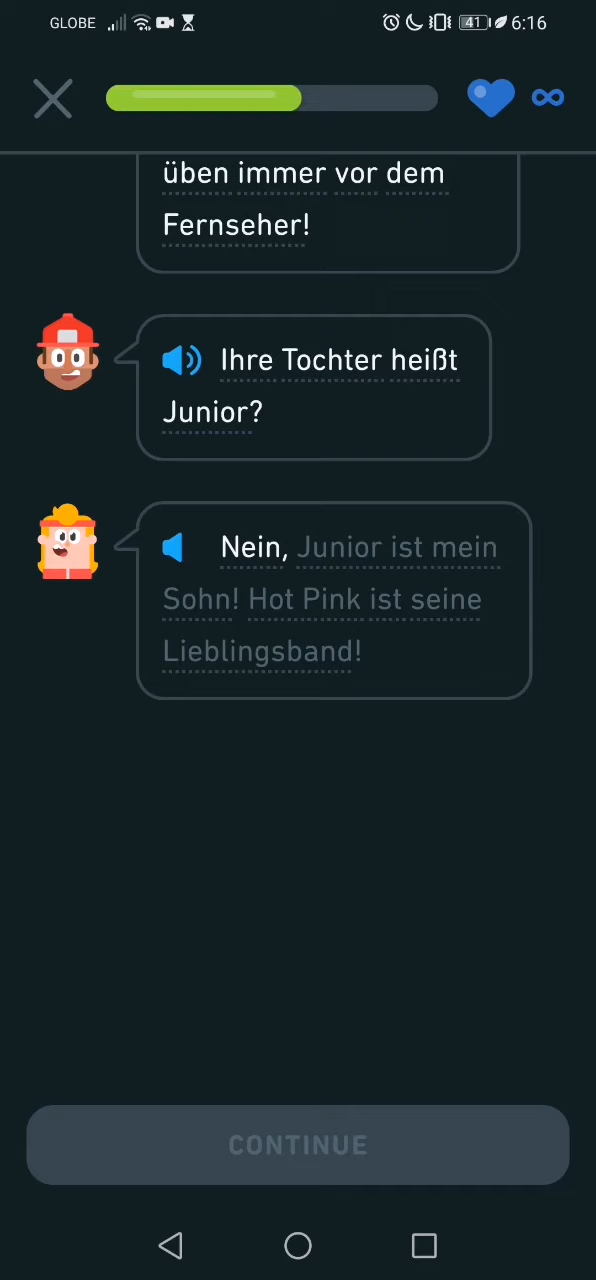 GLOBE
41
6:16
üben immer vor dem
Fernseher!
Ihre Tochter heißt
Junior?
Nein, Junior ist mein
Sohn! Hot Pink ist seine
Lieblingsband!
CONTINUE